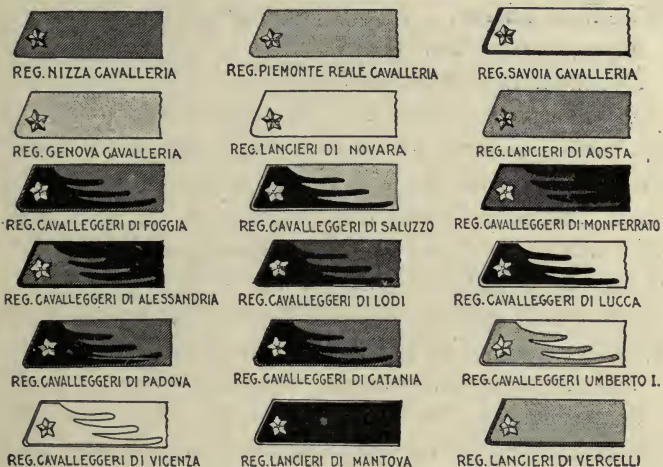 REG. NIZZA CAVALLERIA
REG. PIEMONTE REALE CAVALLERIA
REG. SAVOIA CAVALLERIA
REG. GENOVA CAVALLERIA
REG. LANCIERI DI NOVARA
REG. LANCIERI DI AOSTA
REG. CAVALLEGGERI DI FOGGIA
REG. CAVALLEGGERI DI SALUZZO
REG. CAVALLEGGERI DI MONFERRATO
REG. CAVALLEGGERI DI ALESSANDRIA
REG. CAVALLEGGERI DI LODI
REG. CAVALLEGGERI DI LUCCA
REG. CAVALLEGGERI DI PADOVA
REG. CAVALLEGGERI DI CATANIA
REG. CAVALLEGGERI UMBERTO I.
REG. CAVALLEGGERI DI VICENZA
REG. LANCIERI DI MANTOVA
REG. LANCIERI DI VERCELLI